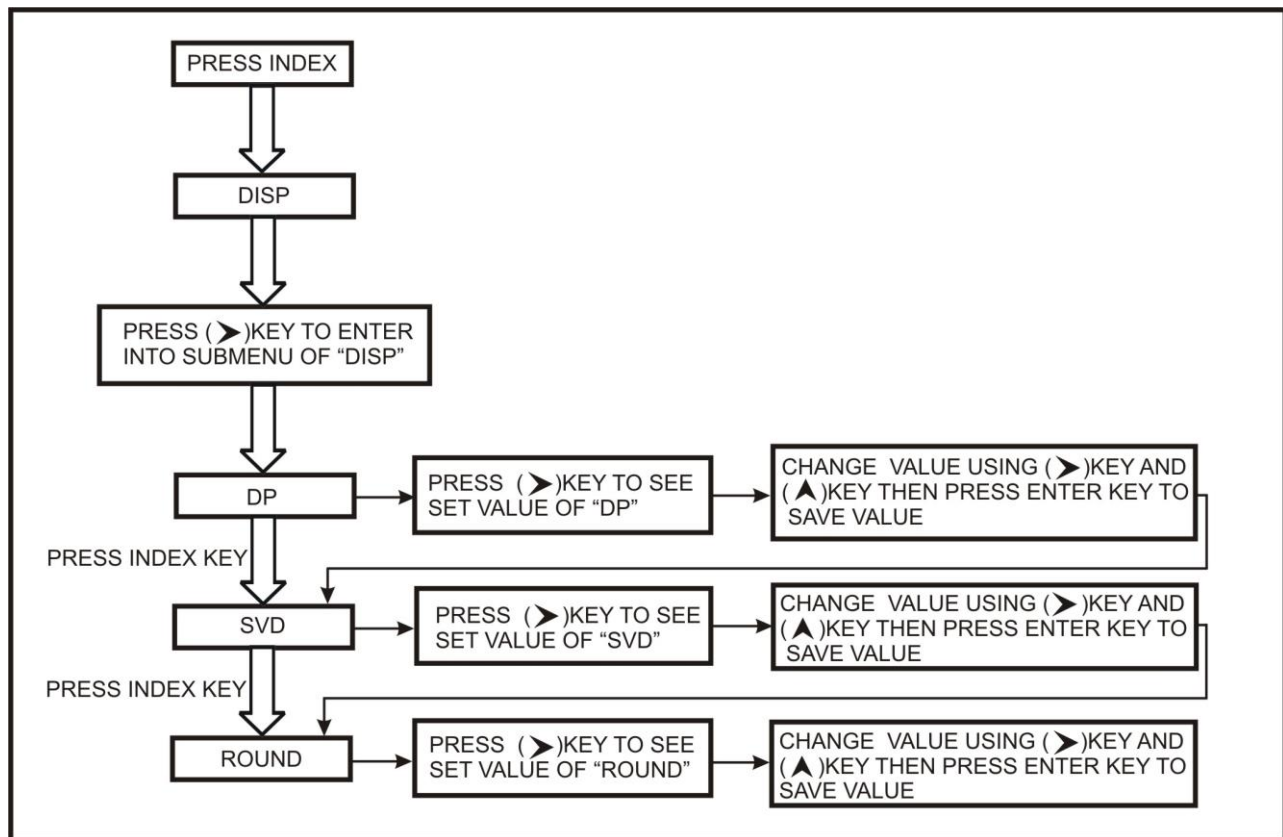 PRESS INDEX
DISP
PRESS (➤)KEY TO ENTER
INTO SUBMENU OF “DISP”
DP
PRESS (➤)KEY TO SEE
SET VALUE OF “DP”
CHANGE VALUE USING (➤)KEY AND
(⮝)KEY THEN PRESS ENTER KEY TO
SAVE VALUE
PRESS INDEX KEY
SVD
PRESS (➤)KEY TO SEE
SET VALUE OF “SVD”
CHANGE VALUE USING (➤)KEY AND
(⮝)KEY THEN PRESS ENTER KEY TO
SAVE VALUE
PRESS INDEX KEY
ROUND
PRESS (➤)KEY TO SEE
SET VALUE OF “ROUND”
CHANGE VALUE USING (➤)KEY AND
(⮝)KEY THEN PRESS ENTER KEY TO
SAVE VALUE